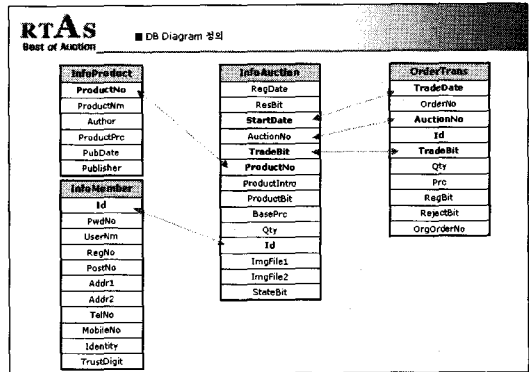 RTAS
Best of Auction
■ DB Diagram 정의
InfoProduct
ProductNo
ProductNm
Author
ProductPrc
PubDate
Publisher
InfoMember
Id
PwdNo
UserNm
RegNo
PostNo
Addr1
Addr2
TelNo
MobileNo
Identity
TrustDigit
InfoAuction
RegDate
ResBit
StartDate
AuctionNo
TradeBit
ProductNo
ProductIntro
ProductBit
BasePrc
Qty
Id
ImgFile1
ImgFile2
StateBit
OrderTrans
TradeDate
OrderNo
AuctionNo
Id
TradeBit
Qty
Prc
RegBit
RejectBit
OrgOrderNo